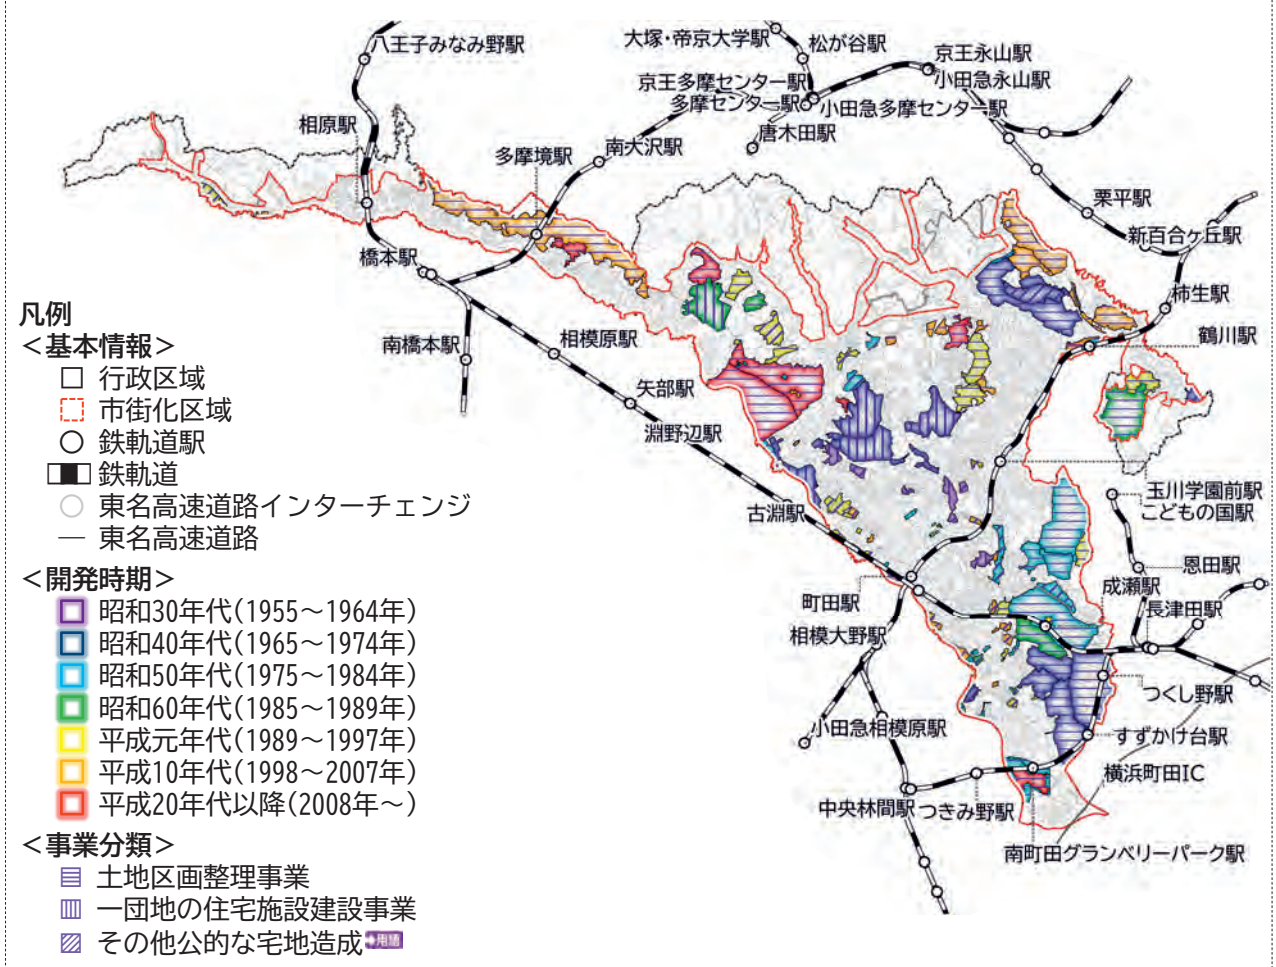 八王子みなみ野駅
大塚・帝京大学駅
松が谷駅
京王永山駅
小田急永山駅
京王多摩センター駅
多摩センター駅
小田急多摩センター駅
唐木田駅
相原駅
多摩境駅
南大沢駅
栗平駅
新百合ヶ丘駅
橋本駅
柿生駅
鶴川駅
南橋本駅
相模原駅
矢部駅
淵野辺駅
古淵駅
玉川学園前駅
こどもの国駅
恩田駅
成瀬駅
長津田駅
町田駅
相模大野駅
つくし野駅
小田急相模原駅
すずかけ台駅
横浜町田IC
中央林間駅
つきみ野駅
南町田グランベリーパーク駅
凡例
＜基本情報＞
行政区域
市街化区域
鉄軌道駅
鉄軌道
東名高速道路インターチェンジ
東名高速道路
＜開発時期＞
昭和30年代(1955～1964年)
昭和40年代(1965～1974年)
昭和50年代(1975～1984年)
昭和60年代(1985～1989年)
平成元年代(1989～1997年)
平成10年代(1998～2007年)
平成20年代以降(2008年～)
＜事業分類＞
土地区画整理事業
一団地の住宅施設建設事業
その他公的な宅地造成 用語